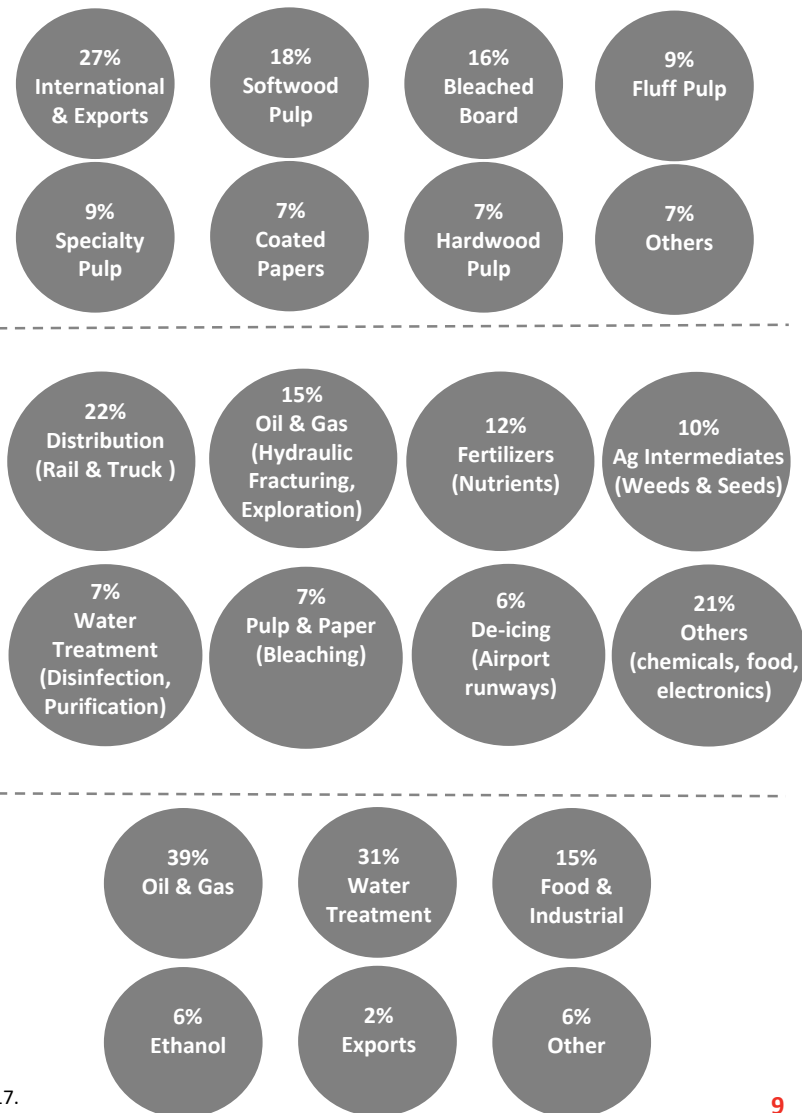 27%
International
& Exports
18%
Softwood
Pulp
16%
Bleached
Board
9%
Fluff Pulp
9%
Specialty
Pulp
7%
Coated
Papers
7%
Hardwood
Pulp
7%
Others
22%
Distribution
(Rail & Truck )
15%
Oil & Gas
(Hydraulic
Fracturing,
Exploration)
12%
Fertilizers
(Nutrients)
10%
Ag Intermediates
(Weeds & Seeds)
7%
Water
Treatment
(Disinfection,
Purification)
7%
Pulp & Paper
(Bleaching)
6%
De-icing
(Airport
runways)
21%
Others
(chemicals, food,
electronics)
39%
Oil & Gas
31%
Water
Treatment
15%
Food &
Industrial
6%
Ethanol
2%
Exports
6%
Other
7.
9